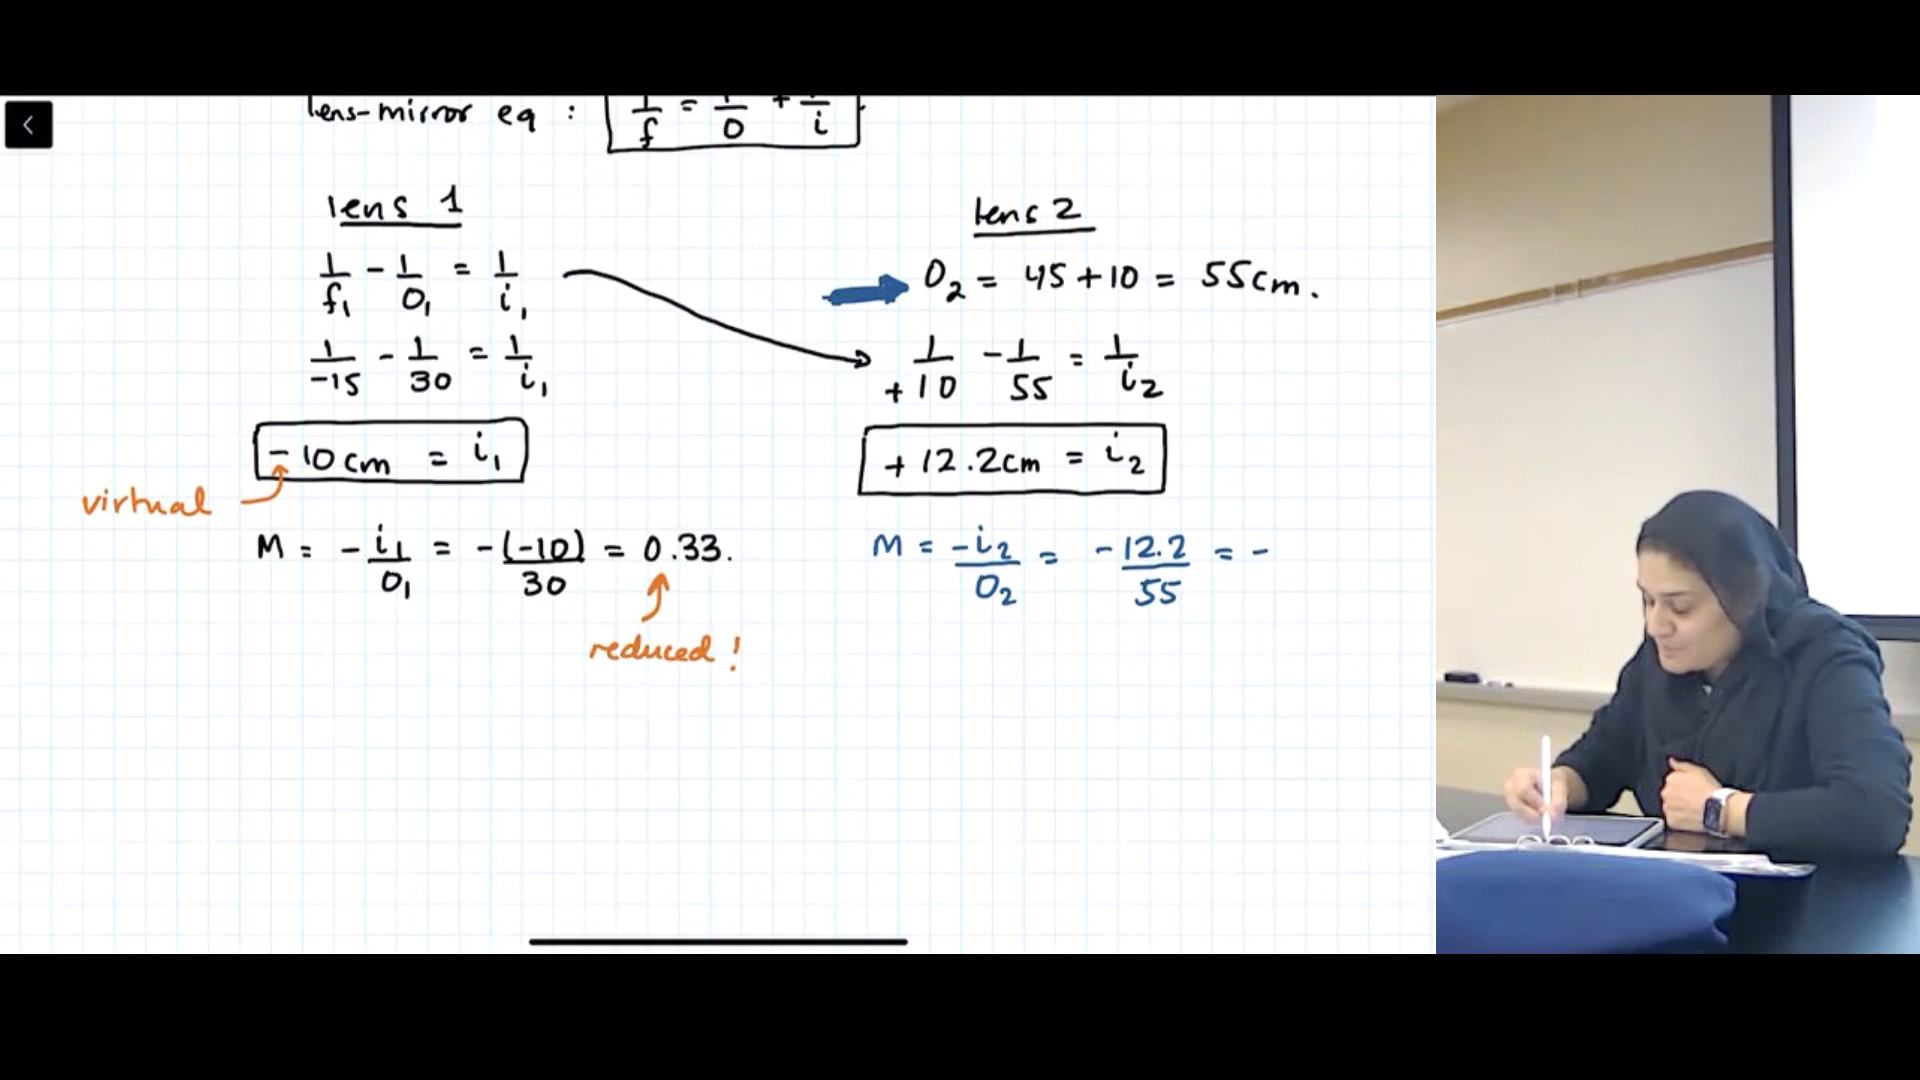 lens-mirror eq : 1/f = 1/O + 1/i
lens 1
1/f₁ - 1/O₁ = 1/i₁
1/-15 - 1/30 = 1/i₁
-10cm = i₁
virtual
M = -i₁/O₁ = -(-10)/30 = 0.33.
reduced!
lens 2
O₂ = 45+10 = 55cm.
1/+10 - 1/55 = 1/i₂
+12.2cm = i₂
M = -i₂/O₂ = -12.2/55 = -